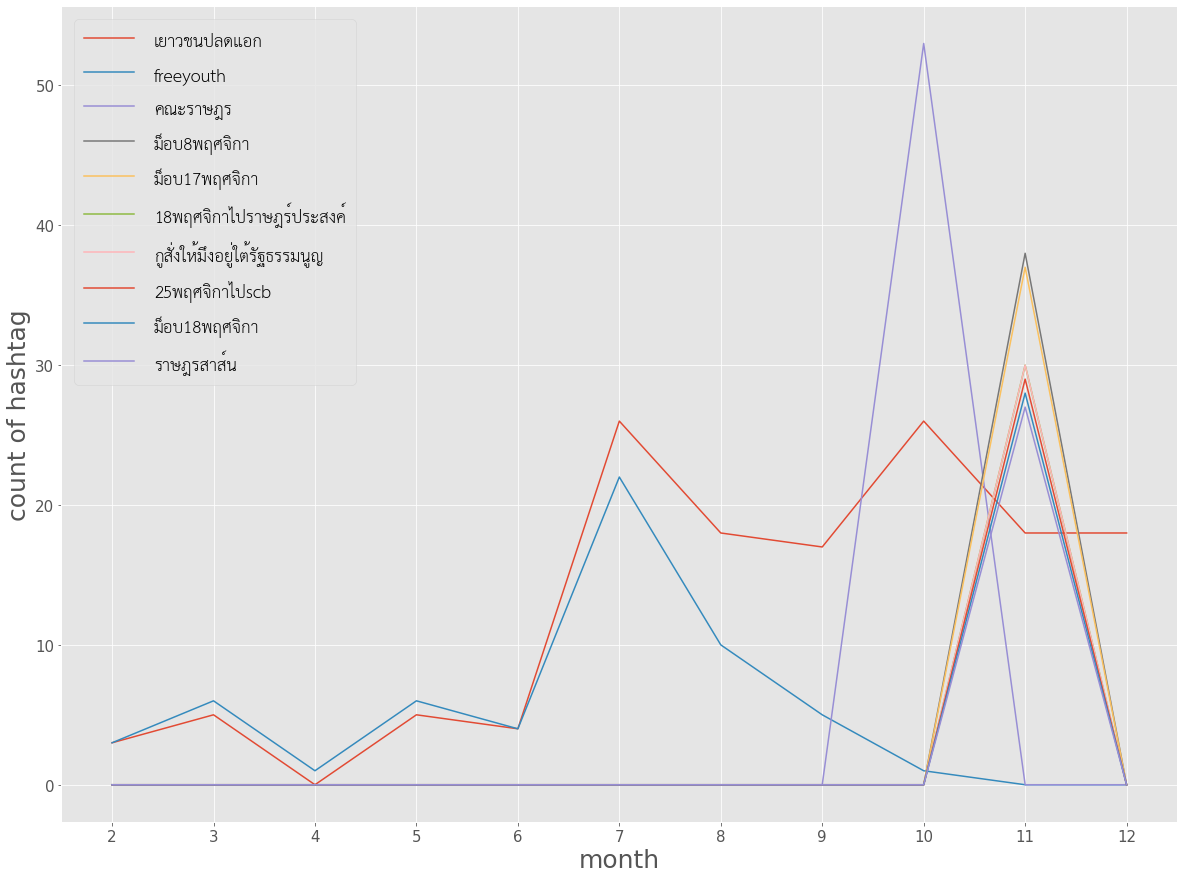 เยาวชนปลดแอก
freeyouth
คณะราษฎร
ม็อบ8พฤศจิกา
ม็อบ17พฤศจิกา
18พฤศจิกาไปราษฎร์ประสงค์
กูสั่งให้มึงอยู่ใต้รัฐธรรมนูญ
25พฤศจิกาไปscb
ม็อบ18พฤศจิกา
ราษฎรสาส์น
50
40
30
20
10
0
count of hashtag
2 3 4 5 6 7 8 9 10 11 12
month